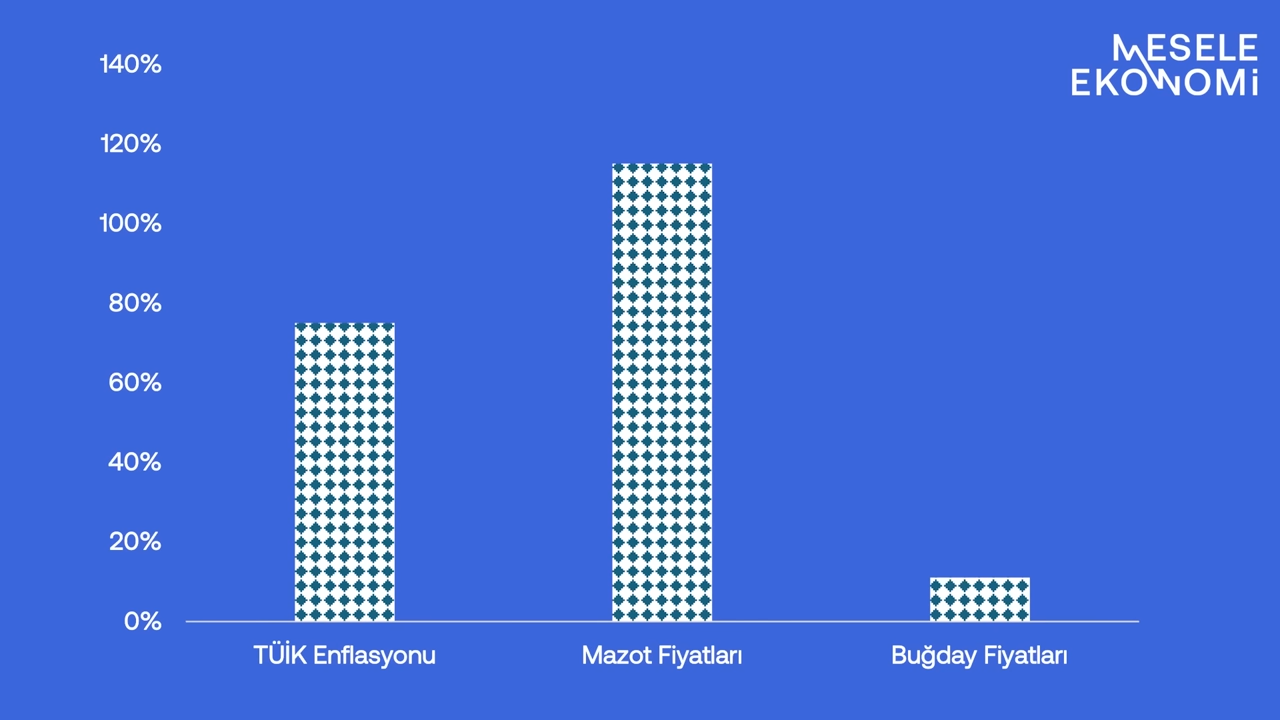 MESELE
EKONOMi
140%
120%
100%
80%
60%
40%
20%
0%
TÜİK Enflasyonu
Mazot Fiyatları
Buğday Fiyatları